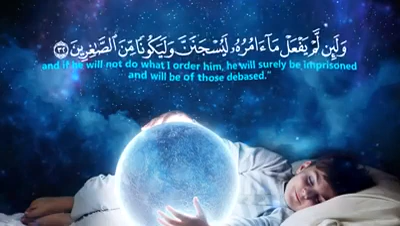 وَلَئِن لَّمْ يَفْعَلْ مَآ ءَامُرُهُۥ لَيُسْجَنَنَّ وَلَيَكُونًا مِّنَ ٱلصَّٰغِرِينَ ٣٢
and if he will not do what I order him, he will surely be imprisoned
and will be of those debased."